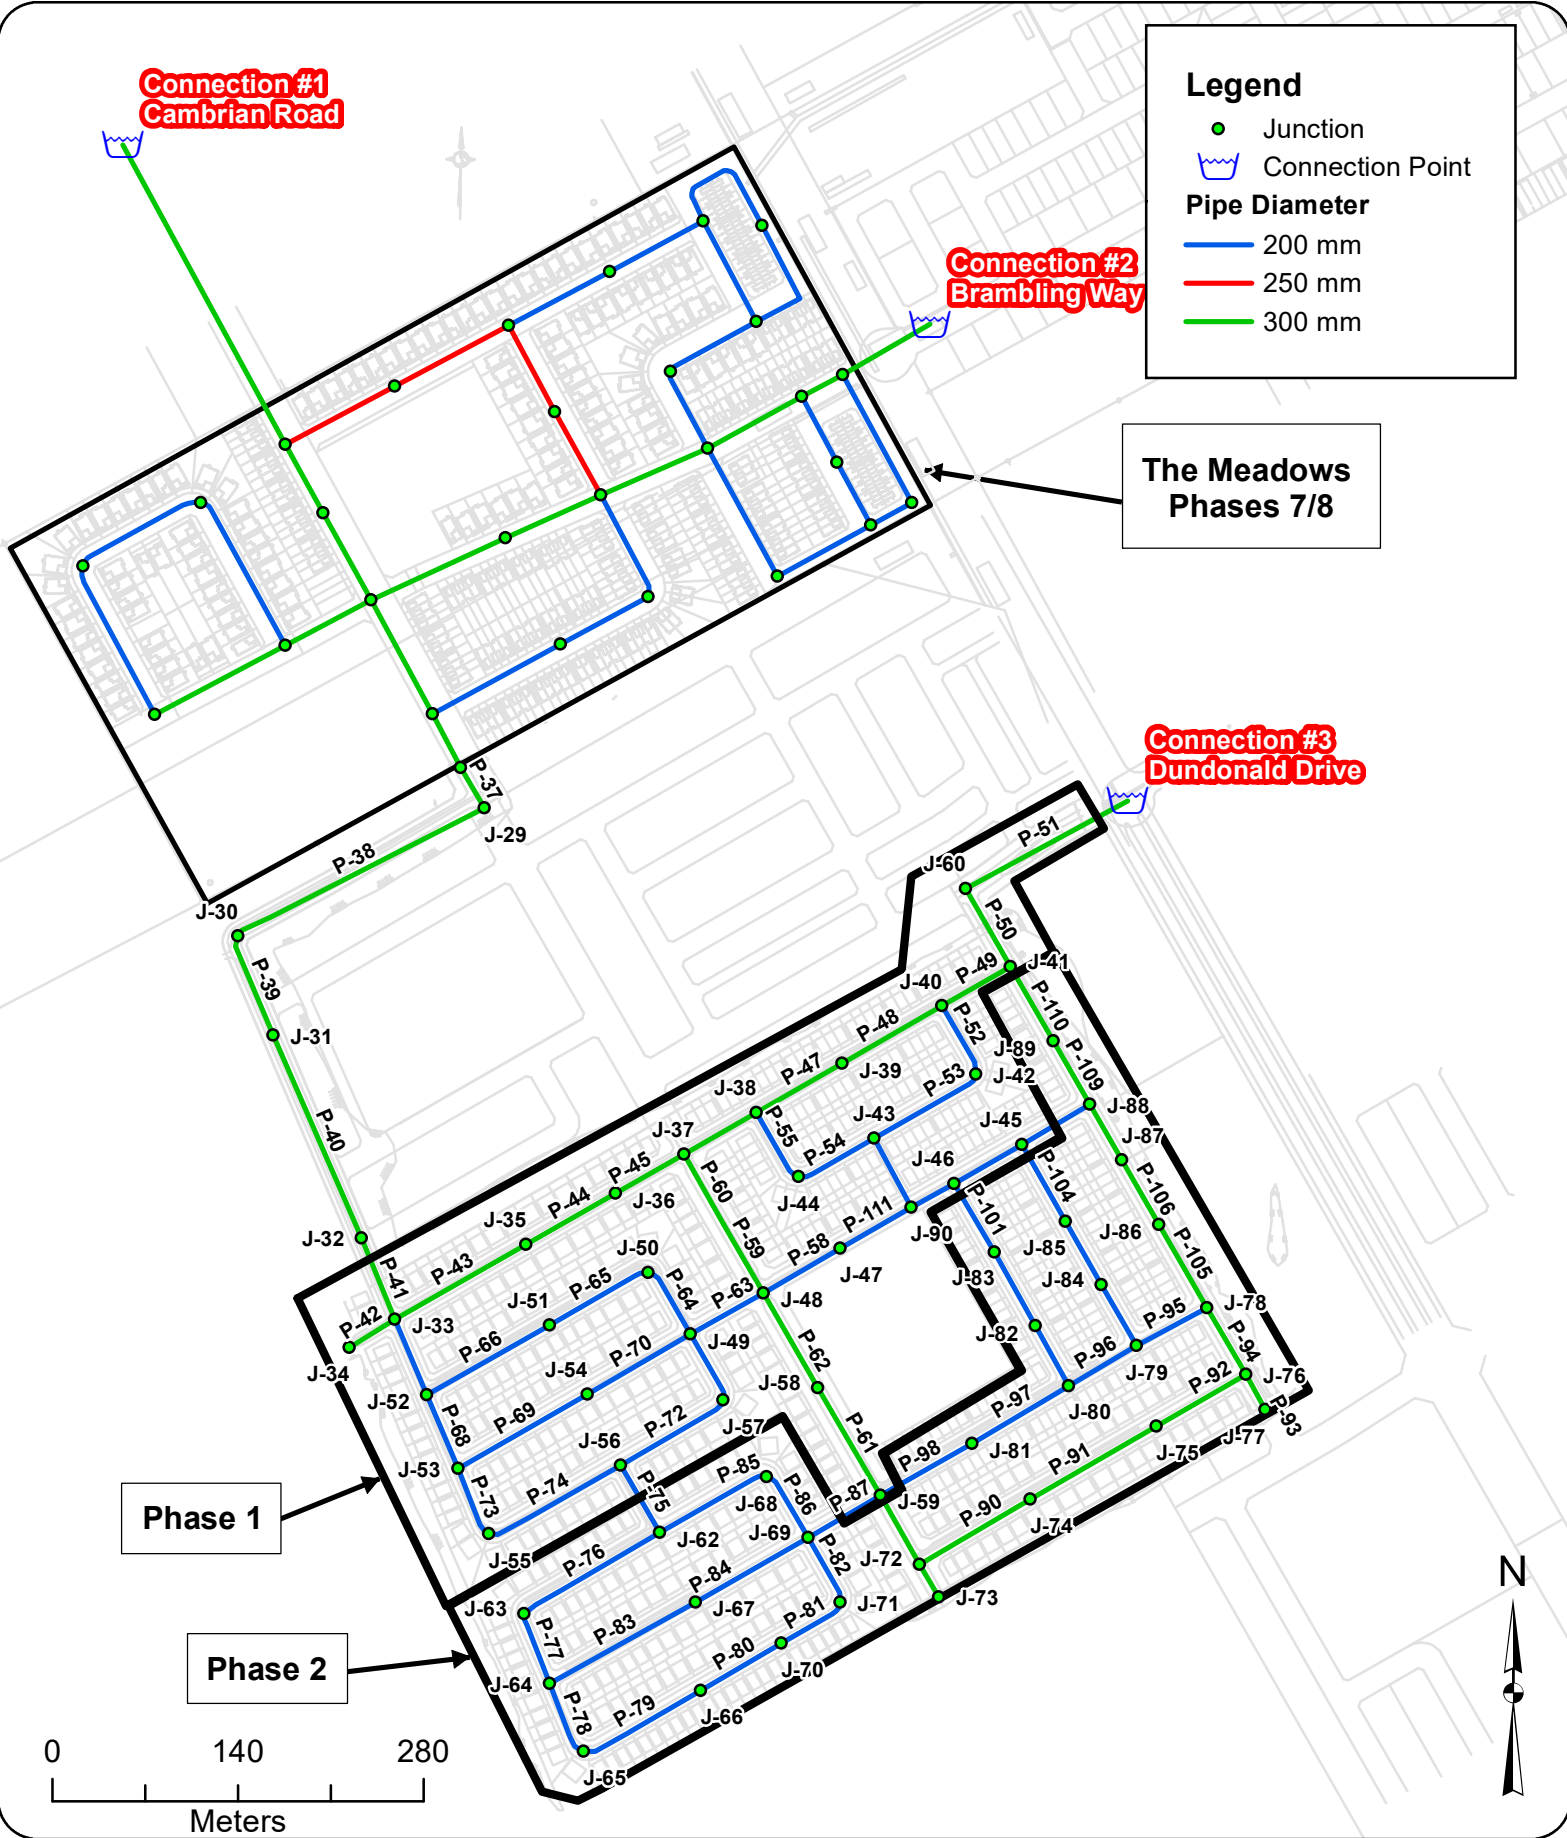 Connection #1
Cambrian Road
Legend
Junction
Connection Point
Pipe Diameter
200 mm
250 mm
300 mm
Connection #2
Brambling Way
The Meadows
Phases 7/8
Connection #3
Dundonald Drive
P-37
J-29
P-38
J-30
P-39
J-31
P-40
J-32
P-41
P-51
J-60
P-50
J-41
P-49
J-40
P-110
P-48
P-52
J-89
P-109
P-47
J-39
P-53
J-42
J-38
J-88
P-55
J-43
J-45
J-87
J-37
P-54
P-45
P-60
J-46
P-104
P-106
P-44
J-36
J-44
P-101
J-35
P-111
J-90
J-86
P-59
P-58
J-85
P-105
P-43
J-50
J-47
J-83
J-84
P-65
P-64
P-63
J-48
J-51
P-42
J-33
P-95
J-78
J-34
P-66
P-70
J-49
J-82
P-94
J-54
P-62
P-96
J-79
P-92
J-76
J-52
J-58
P-97
J-80
P-93
P-68
P-69
P-72
J-57
P-61
J-77
J-56
J-81
J-75
J-53
P-98
P-91
P-74
P-85
P-75
P-86
P-87
J-59
P-73
J-68
P-90
J-74
Phase 1
J-55
J-62
J-69
P-82
J-72
P-76
P-84
J-73
J-63
J-67
P-81
J-71
P-77
P-83
P-80
J-70
Phase 2
J-64
P-78
P-79
J-66
J-65
N
0 140 280
Meters